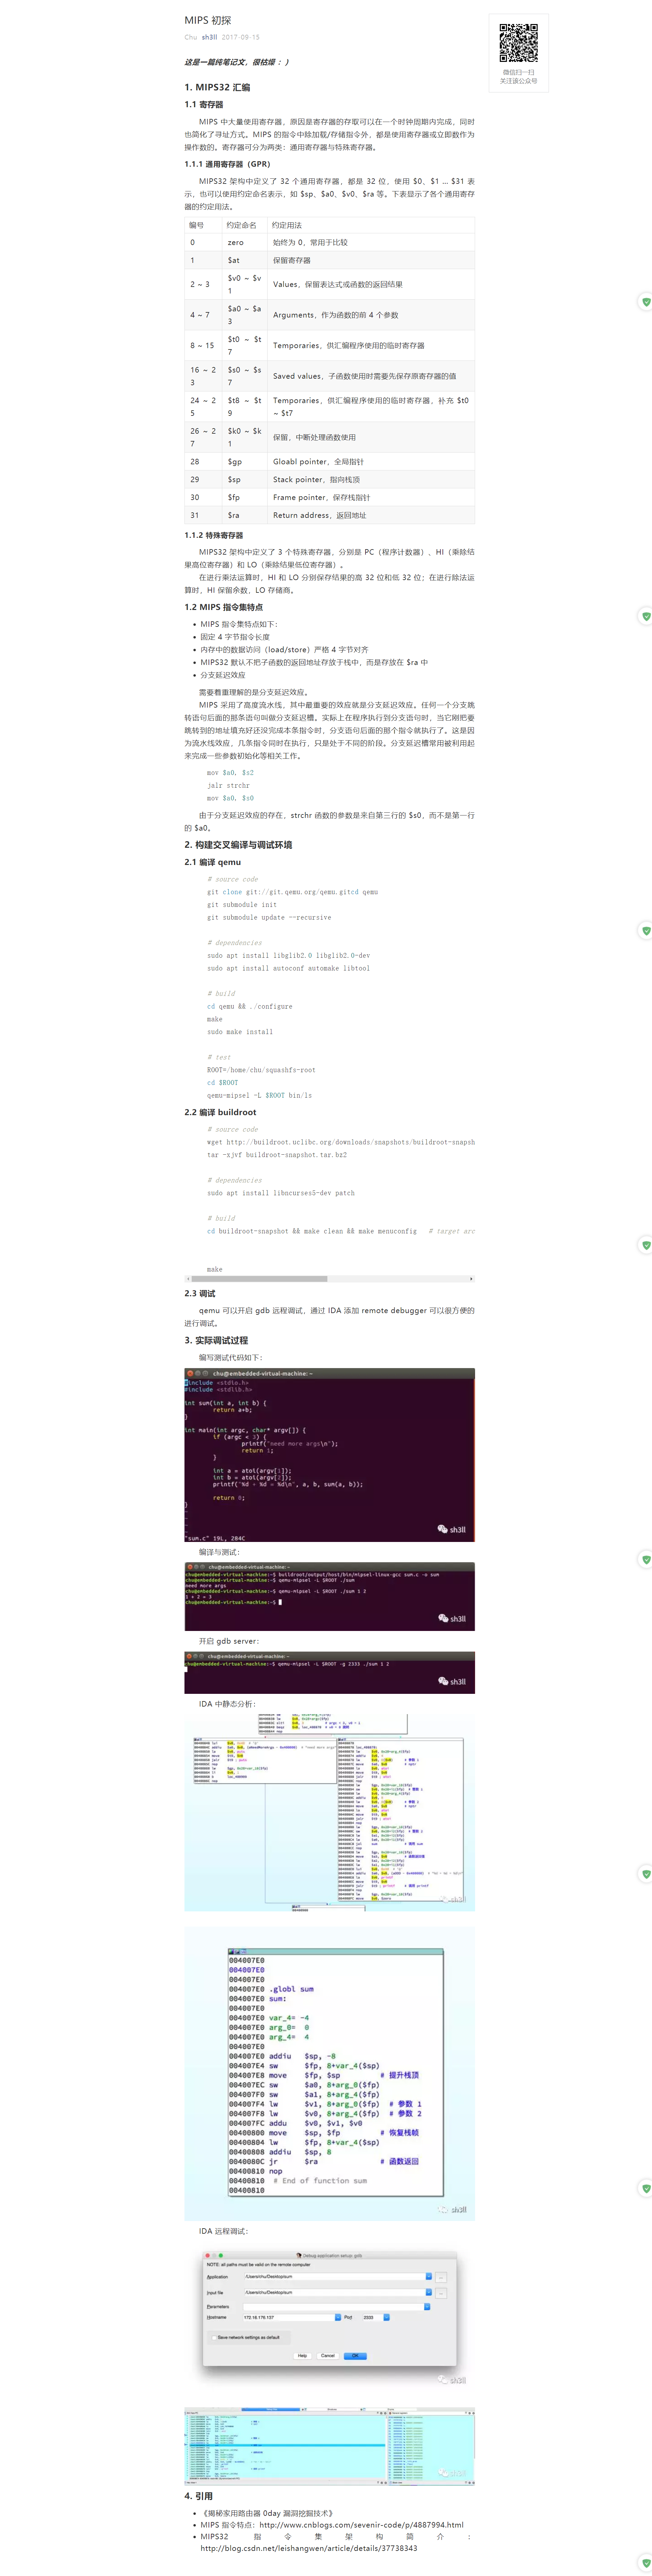 MIPS 初探
Chu sh3ll 2017-09-15
微信扫一扫
关注该公众号
这是一篇纯笔记文，很枯燥：）
1. MIPS32 汇编
1.1 寄存器
MIPS 中大量使用寄存器，原因是寄存器的存取可以在一个时钟周期内完成，同时
也简化了寻址方式。MIPS 的指令中除加载/存储指令外，都是使用寄存器或立即数作为
操作数的。寄存器可分为两类：通用寄存器与特殊寄存器。
1.1.1 通用寄存器（GPR）
MIPS32 架构中定义了 32 个通用寄存器，都是 32 位，使用 $0、$1 ... $31 表
示，也可以使用约定命名表示，如 $sp、$a0、$v0、$ra 等。下表显示了各个通用寄存
器的约定用法。
编号 约定命名 约定用法
0 zero 始终为 0，常用于比较
1 $at 保留寄存器
2 ~ 3 $v0 ~ $v1 Values，保留表达式或函数的返回结果
4 ~ 7 $a0 ~ $a3 Arguments，作为函数的前 4 个参数
8 ~ 15 $t0 ~ $t7 Temporaries，供汇编程序使用的临时寄存器
16 ~ 23 $s0 ~ $s7 Saved values，子函数使用时需要先保存原寄存器的值
24 ~ 25 $t8 ~ $t9 Temporaries，供汇编程序使用的临时寄存器，补充 $t0 ~ $t7
26 ~ 27 $k0 ~ $k1 保留，中断处理函数使用
28 $gp Gloabl pointer，全局指针
29 $sp Stack pointer，指向栈顶
30 $fp Frame pointer，保存栈指针
31 $ra Return address，返回地址
1.1.2 特殊寄存器
MIPS32 架构中定义了 3 个特殊寄存器，分别是 PC（程序计数器）、HI（乘除结
果高位寄存器）和 LO（乘除结果低位寄存器）。
在进行乘法运算时，HI 和 LO 分别保存结果的高 32 位和低 32 位；在进行除法运
算时，HI 保留余数，LO 存储商。
1.2 MIPS 指令集特点
• MIPS 指令集特点如下：
• 固定 4 字节指令长度
• 内存中的数据访问（load/store）严格 4 字节对齐
• MIPS32 默认不把子函数的返回地址存放于栈中，而是存放在 $ra 中
• 分支延迟效应
需要着重理解的是分支延迟效应。
MIPS 采用了高度流水线，其中最重要的效应就是分支延迟效应。任何一个分支跳
转语句后面的那条语句叫做分支延迟槽。实际上在程序执行到分支语句时，当它刚把要
跳转到的地址填充好还没完成本条指令时，分支语句后面的那个指令就执行了。这是因
为流水线效应，几条指令同时在执行，只是处于不同的阶段。分支延迟槽常用被利用起
来完成一些参数初始化等相关工作。
mov $a0, $s2
jalr strchr
mov $a0, $s0
由于分支延迟效应的存在，strchr 函数的参数是来自第三行的 $s0，而不是第一行
的 $a0。
2. 构建交叉编译与调试环境
2.1 编译 qemu
# source code
git clone git://git.qemu.org/qemu.gitcd qemu
git submodule init
git submodule update --recursive
# dependencies
sudo apt install libglib2.0 libglib2.0-dev
sudo apt install autoconf automake libtool
# build
cd qemu && ./configure
make
sudo make install
# test
ROOT=/home/chu/squashfs-root
cd $ROOT
qemu-mipsel -L $ROOT bin/ls
2.2 编译 buildroot
# source code
wget http://buildroot.uclibc.org/downloads/snapshots/buildroot-snapsh
tar -xjvf buildroot-snapshot.tar.bz2
# dependencies
sudo apt install libncurses5-dev patch
# build
cd buildroot-snapshot && make clean && make menuconfig # target arc
make
2.3 调试
qemu 可以开启 gdb 远程调试，通过 IDA 添加 remote debugger 可以很方便的
进行调试。
3. 实际调试过程
编写测试代码如下：
chu@embedded-virtual-machine: ~
#include <stdio.h>
#include <stdlib.h>
int sum(int a, int b) {
return a+b;
}
int main(int argc, char* argv[]) {
if (argc < 3) {
printf("need more args\n");
return 1;
}
int a = atoi(argv[1]);
int b = atoi(argv[2]);
printf("%d + %d = %d\n", a, b, sum(a, b));
return 0;
}
~
~
~
"sum.c" 19L, 284C
sh3ll
编译与测试：
chu@embedded-virtual-machine: ~
chu@embedded-virtual-machine:~$ buildroot/output/host/bin/mipsel-linux-gcc sum.c -o sum
chu@embedded-virtual-machine:~$ qemu-mipsel -L $ROOT ./sum
need more args
chu@embedded-virtual-machine:~$ qemu-mipsel -L $ROOT ./sum 1 2
1 + 2 = 3
chu@embedded-virtual-machine:~$
sh3ll
开启 gdb server：
chu@embedded-virtual-machine: ~
chu@embedded-virtual-machine:~$ qemu-mipsel -L $ROOT -g 2333 ./sum 1 2
sh3ll
IDA 中静态分析：
sh3ll
004007E0
004007E0
004007E0
004007E0 .globl sum
004007E0 sum:
004007E0
004007E0 var_4= -4
004007E0 arg_0= 0
004007E0 arg_4= 4
004007E0
004007E0 addiu $sp, -8
004007E4 sw $fp, 8+var_4($sp)
004007E8 move $fp, $sp # 提升栈顶
004007EC sw $a0, 8+arg_0($fp)
004007F0 sw $a1, 8+arg_4($fp)
004007F4 lw $v1, 8+arg_0($fp) # 参数 1
004007F8 lw $v0, 8+arg_4($fp) # 参数 2
004007FC addu $v0, $v1, $v0
00400800 move $sp, $fp # 恢复栈帧
00400804 lw $fp, 8+var_4($sp)
00400808 addiu $sp, 8
0040080C jr $ra # 函数返回
00400810 nop
00400810 # End of function sum
00400810
sh3ll
IDA 远程调试：
Debug application setup: gdb
NOTE: all paths must be valid on the remote computer
Application /Users/chu/Desktop/sum
Input file /Users/chu/Desktop/sum
Parameters
Hostname 172.16.176.137 Port 2333
Save network settings as default
Help Cancel OK
sh3ll
sh3ll
4. 引用
• 《揭秘家用路由器 0day 漏洞挖掘技术》
• MIPS 指令特点：http://www.cnblogs.com/sevenir-code/p/4887994.html
• MIPS32 指令集架构简介：
http://blog.csdn.net/leishangwen/article/details/37738343